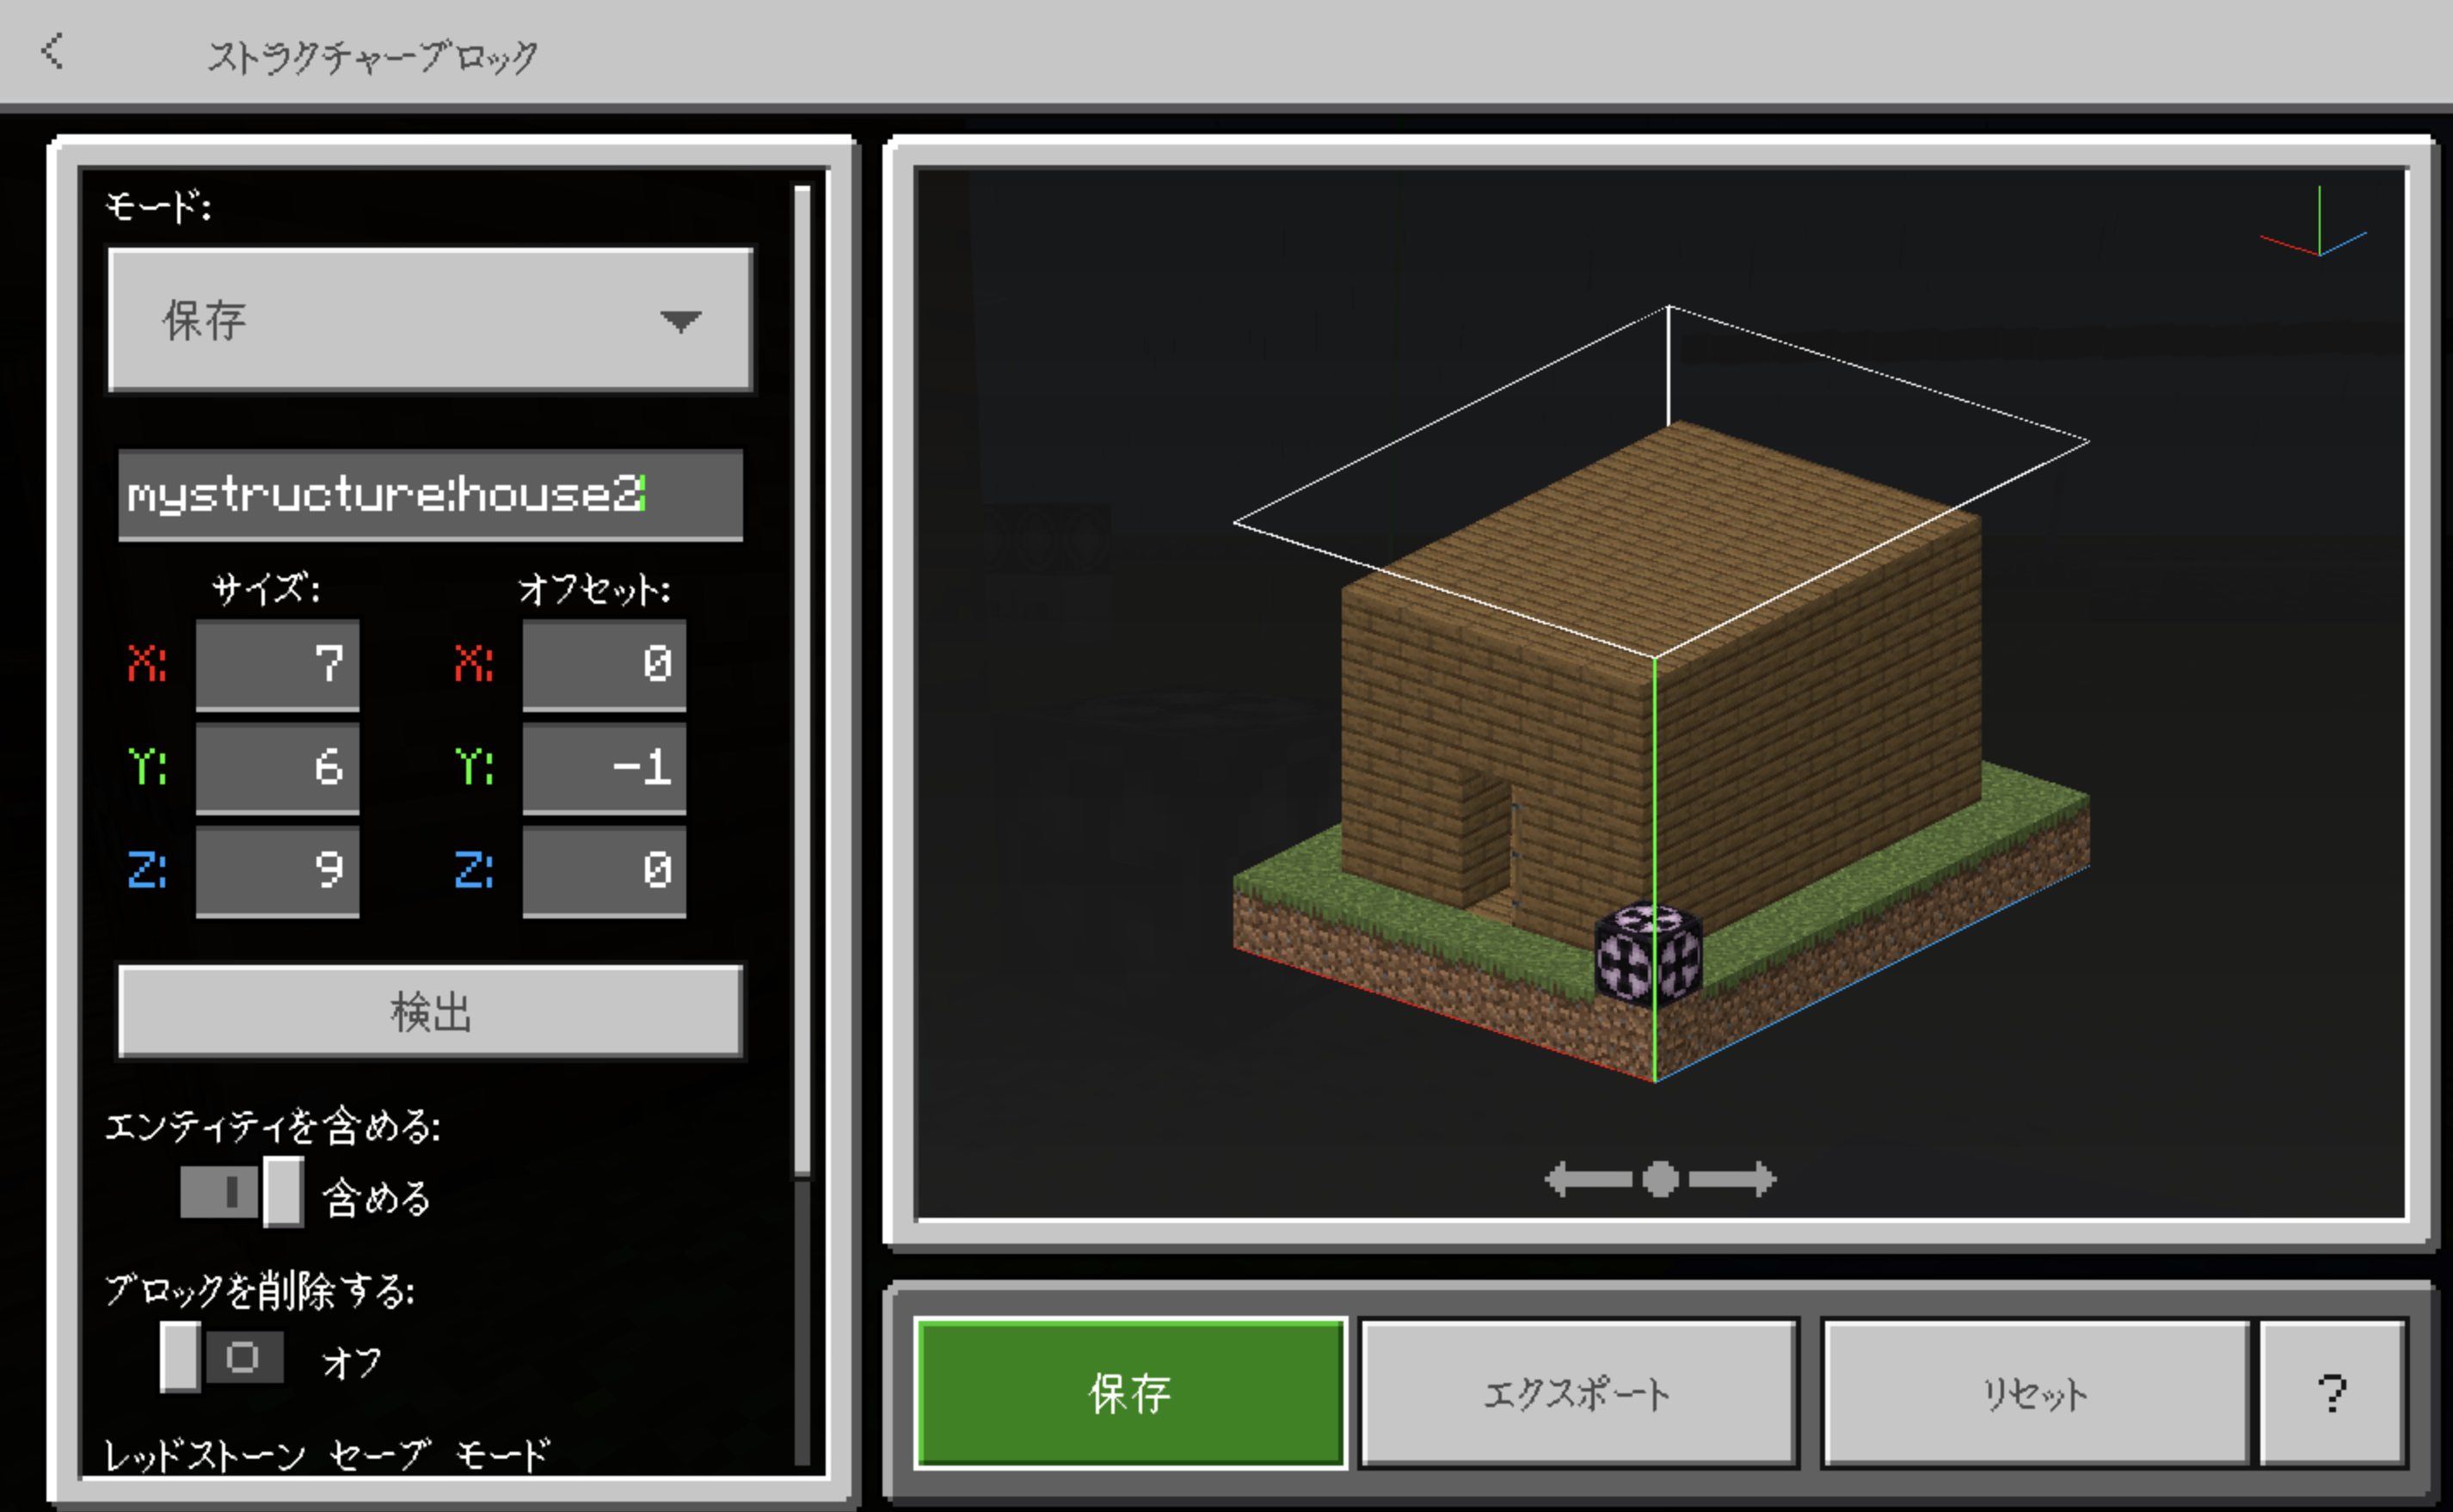 ストラクチャーブロック
モード:
保存
mystructure:house2
サイズ: オフセット:
X: 7 X: 0
Y: 6 Y: -1
Z: 9 Z: 0
検出
エンティティを含める:
含める
ブロックを削除する:
オフ
レッドストーン セーブ モード
保存 エクスポート リセット ?